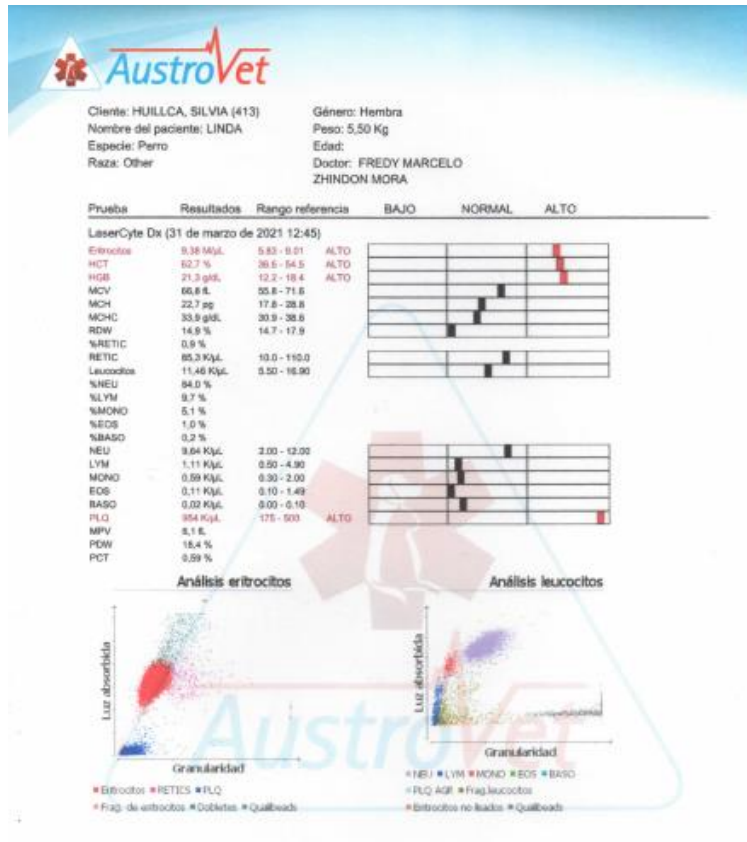 AustroVet
Cliente: HUILLCA, SILVIA (413) Género: Hembra
Nombre del paciente: LINDA Peso: 5,50 Kg
Especie: Perro Edad:
Raza: Other Doctor: FREDY MARCELO
ZHINDON MORA
Prueba Resultados Rango referencia BAJO NORMAL ALTO
LaserCyte Dx (31 de marzo de 2021 12:45)
Eritrocitos 9,38 M/µL 5.83 - 9.01 ALTO
HCT 62,7 % 36.6 - 54.5 ALTO
HGB 21,3 g/dL 12.2 - 18.4 ALTO
MCV 66,8 fL 55.8 - 71.6
MCH 22,7 pg 17.8 - 28.8
MCHC 33,9 g/dL 30.9 - 38.6
RDW 14,9 % 14.7 - 17.9
%RETIC 0,9 %
RETIC 85,3 K/µL 10.0 - 110.0
Leucocitos 11,46 K/µL 5.50 - 16.90
%NEU 84,0 %
%LYM 9,7 %
%MONO 5,1 %
%EOS 1,0 %
%BASO 0,2 %
NEU 9,64 K/µL 2.00 - 12.00
LYM 1,11 K/µL 0.50 - 4.90
MONO 0,59 K/µL 0.30 - 2.00
EOS 0,11 K/µL 0.10 - 1.49
BASO 0,02 K/µL 0.00 - 0.10
PLQ 954 K/µL 175 - 500 ALTO
MPV fL
PDW 18,4 %
PCT 0,59 %
Análisis eritrocitos Análisis leucocitos
Luz absorbida Luz absorbida
Granularidad Granularidad
Eritrocitos RETICS PLQ NEU LYM MONO EOS BASO
Frag. de eritrocitos Dobletes Qualibeads PLQ AGR Frag.leucocitos
Eritrocitos no lisados Qualibeads
AustroVet